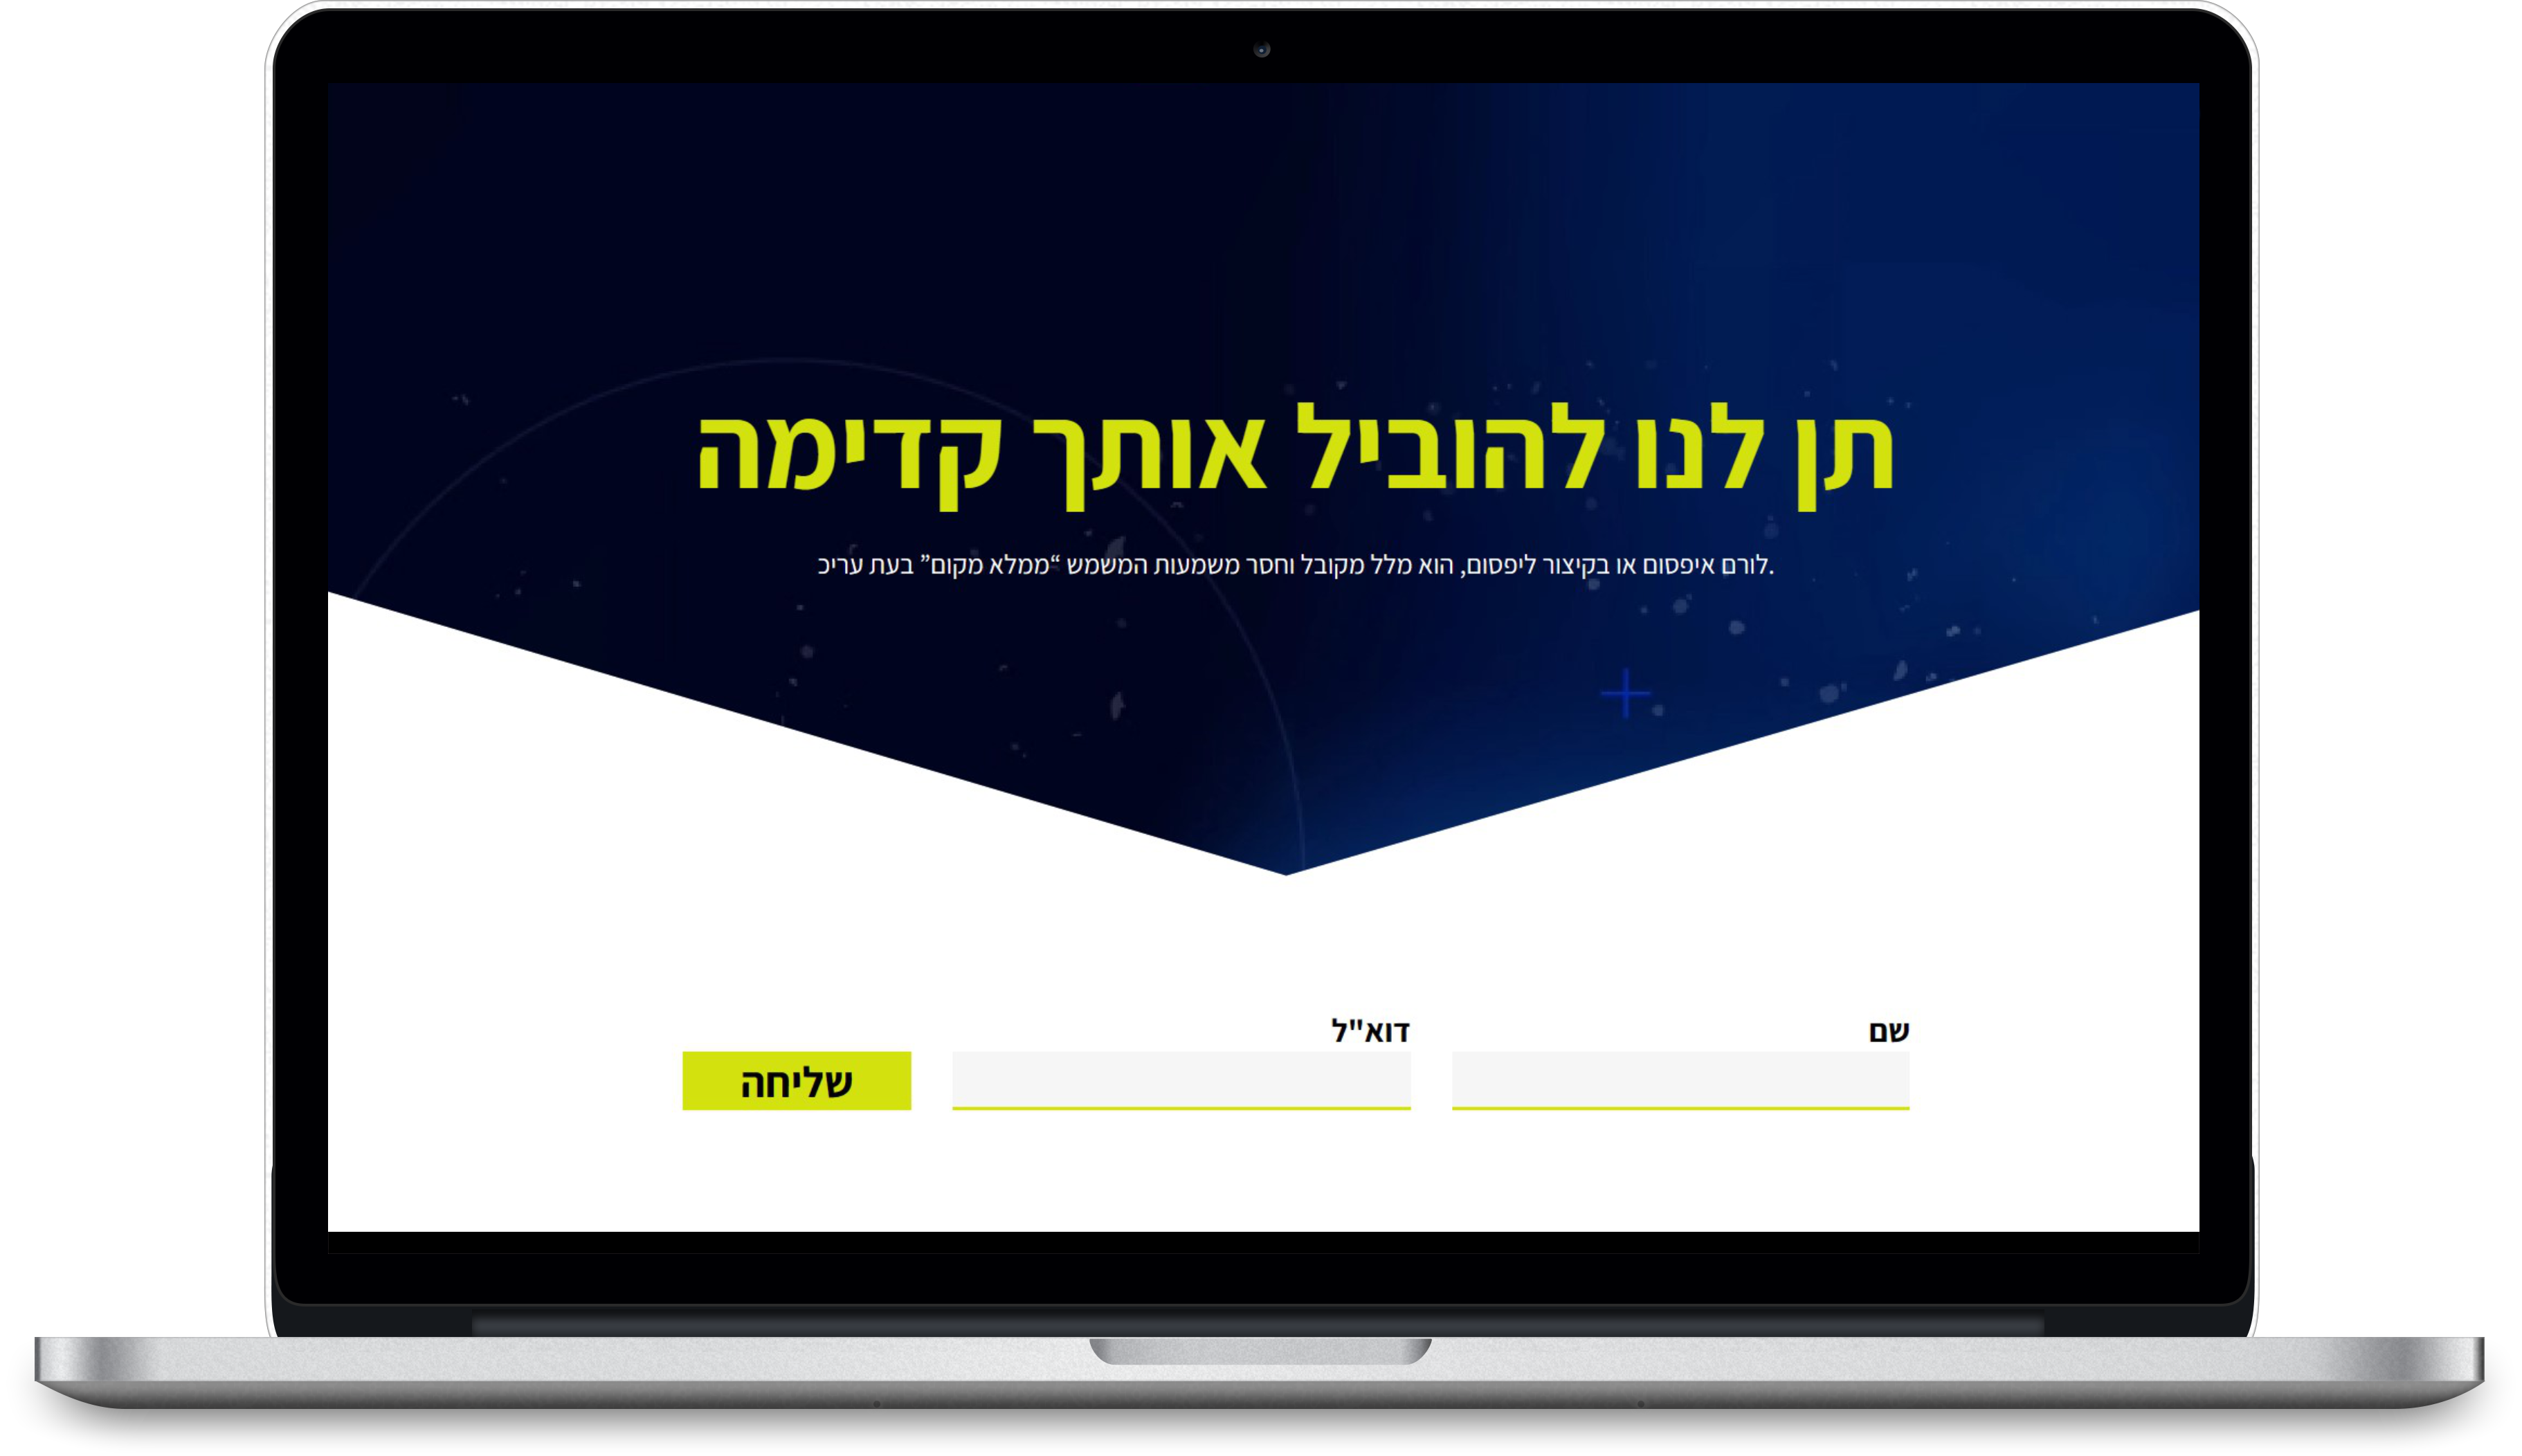 תן לנו להוביל אותך קדימה
.לורם איפסום או בקיצור ליפסום, הוא מלל מקובל וחסר משמעות המשמש “ממלא מקום” בעת עריכ
שם
דוא"ל
שליחה